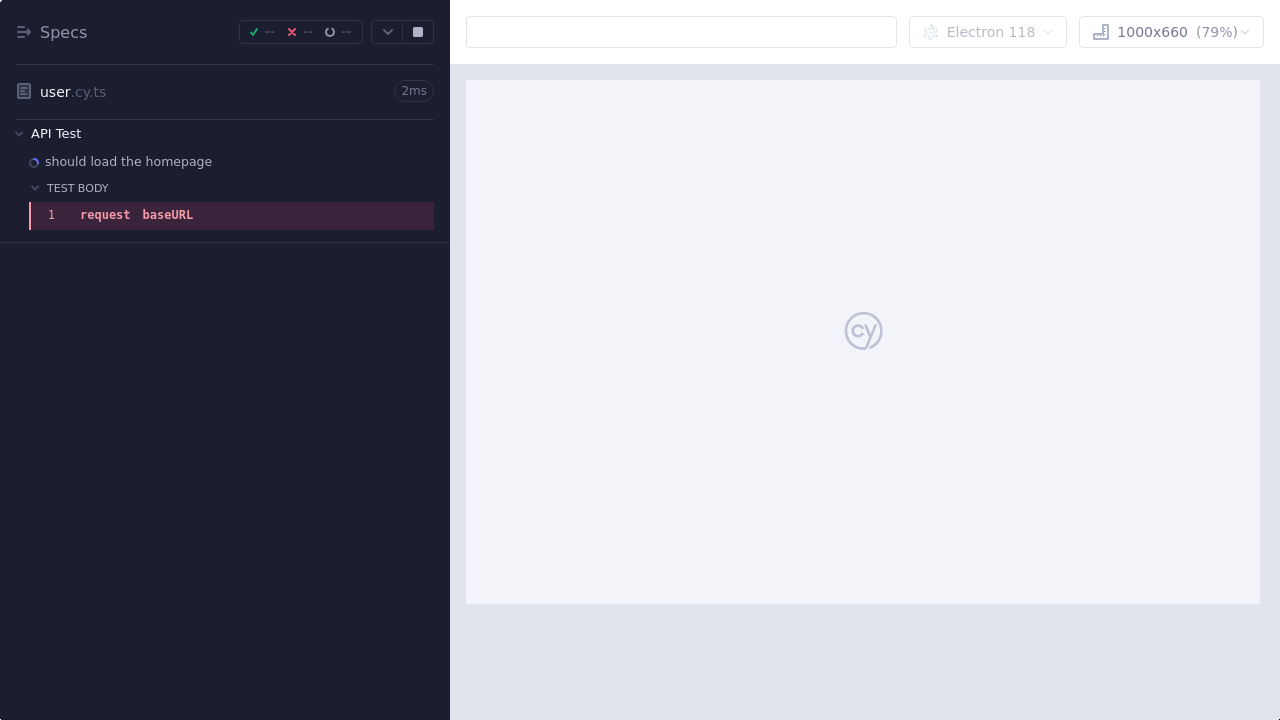 Specs
--
--
--
Electron 118
1000x660 (79%)
user.cy.ts
2ms
API Test
should load the homepage
TEST BODY
1 request baseURL
cy